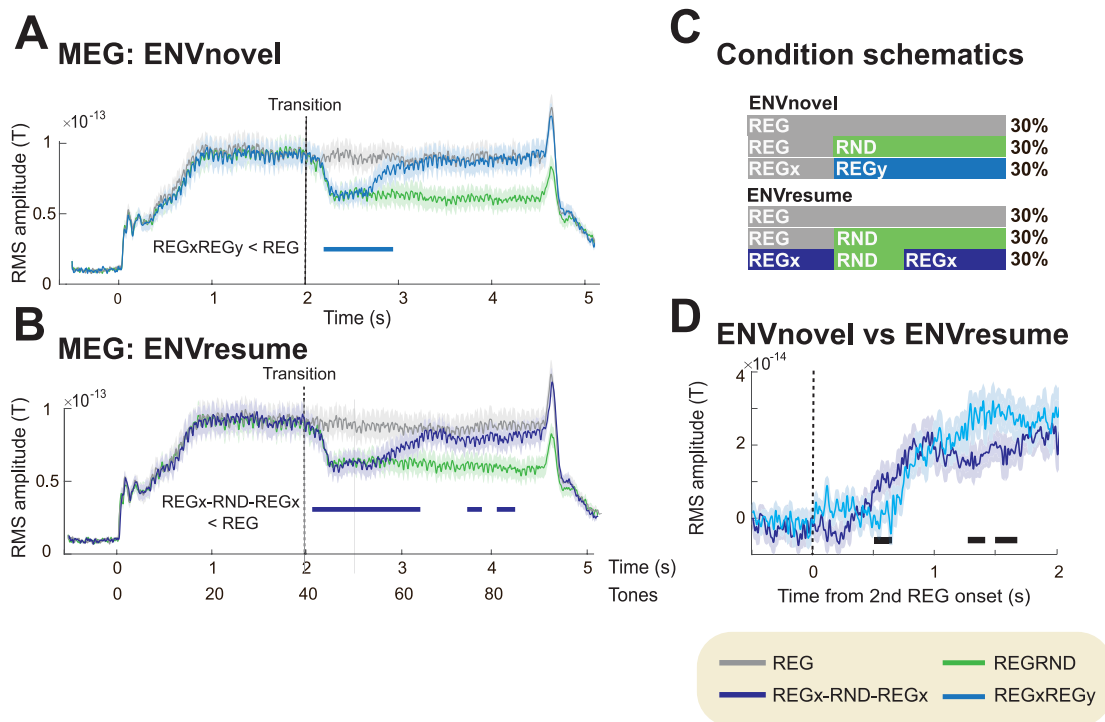 A
MEG: ENVnovel
Transition
×10⁻¹³
RMS amplitude (T)
1
0.5
0
REGxREGy < REG
0 1 2 3 4 5
Time (s)
B
MEG: ENVresume
Transition
×10⁻¹³
RMS amplitude (T)
1
0.5
0
REGx-RND-REGx
< REG
0 1 2 3 4 5 Time (s)
0 20 40 60 80 Tones
C
Condition schematics
ENVnovel
REG 30%
REG RND 30%
REGx REGy 30%
ENVresume
REG 30%
REG RND 30%
REGx RND REGx 30%
D
ENVnovel vs ENVresume
×10⁻¹⁴
RMS amplitude (T)
4
2
0
0 1 2
Time from 2nd REG onset (s)
REG REGRND
REGx-RND-REGx REGxREGy